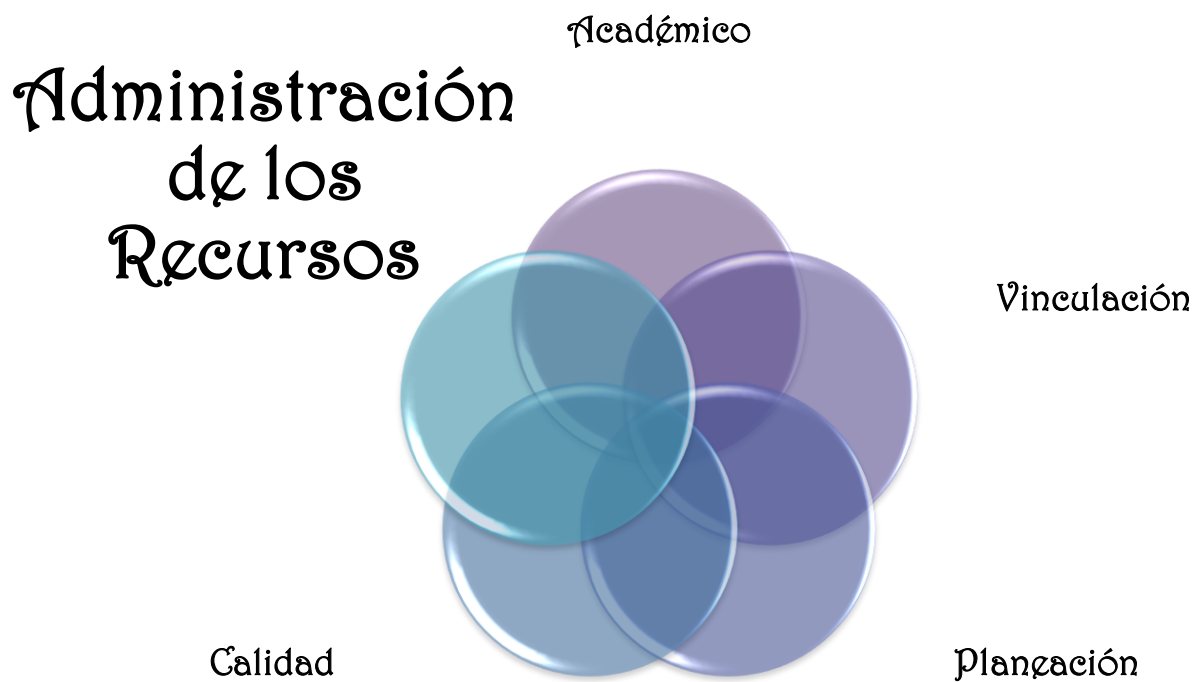 Académico
Administración
de los
Recursos
Vinculación
Calidad
Planeación